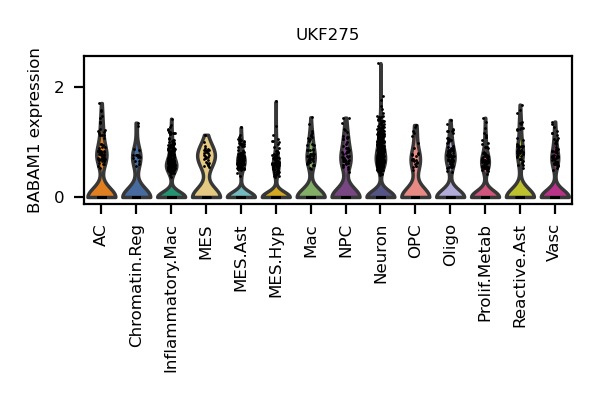 UKF275
BABAM1 expression
2
0
AC
Chromatin.Reg
Inflammatory.Mac
MES
MES.Ast
MES.Hyp
Mac
NPC
Neuron
OPC
Oligo
Prolif.Metab
Reactive.Ast
Vasc